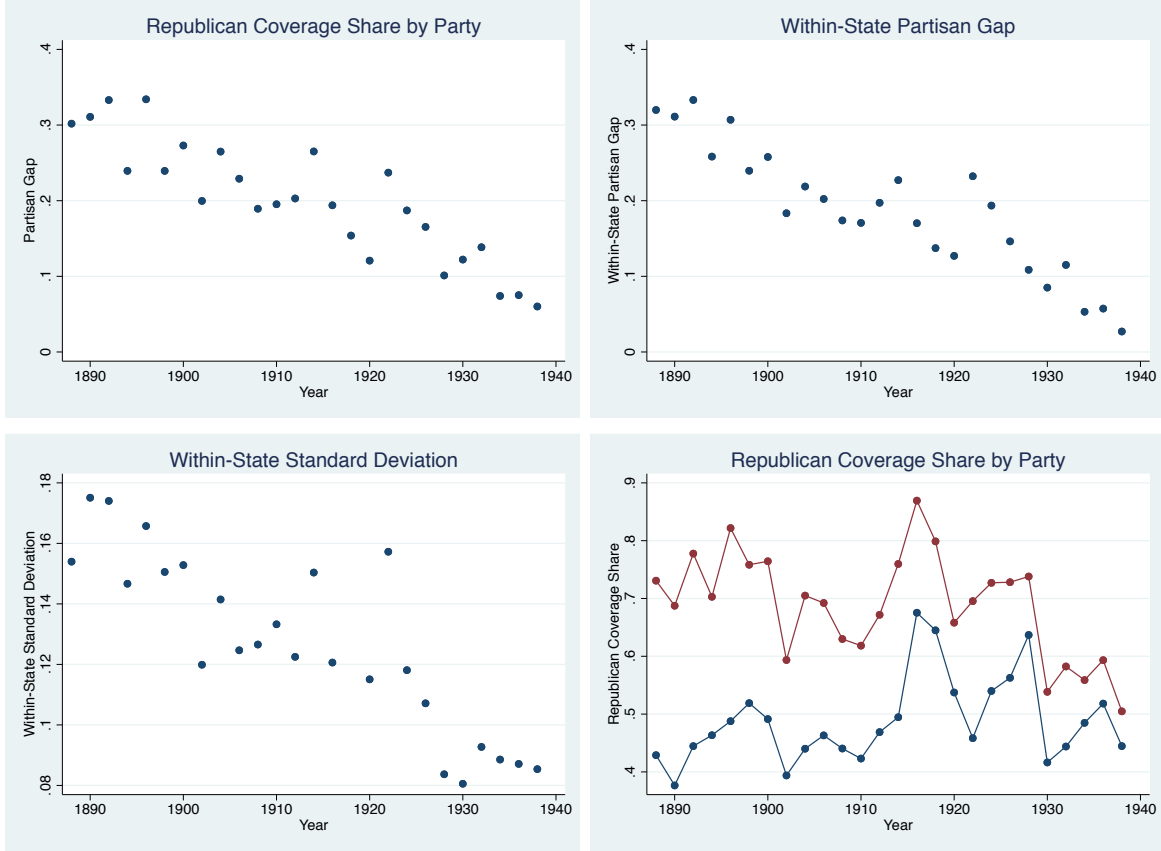 Republican Coverage Share by Party
Partisan Gap
.4
.3
.2
.1
0
1890 1900 1910 1920 1930 1940
Year
Within-State Partisan Gap
Within-State Partisan Gap
.4
.3
.2
.1
0
1890 1900 1910 1920 1930 1940
Year
Within-State Standard Deviation
Within-State Standard Deviation
.18
.16
.14
.12
.1
.08
1890 1900 1910 1920 1930 1940
Year
Republican Coverage Share by Party
Republican Coverage Share
.9
.8
.7
.6
.5
.4
1890 1900 1910 1920 1930 1940
Year